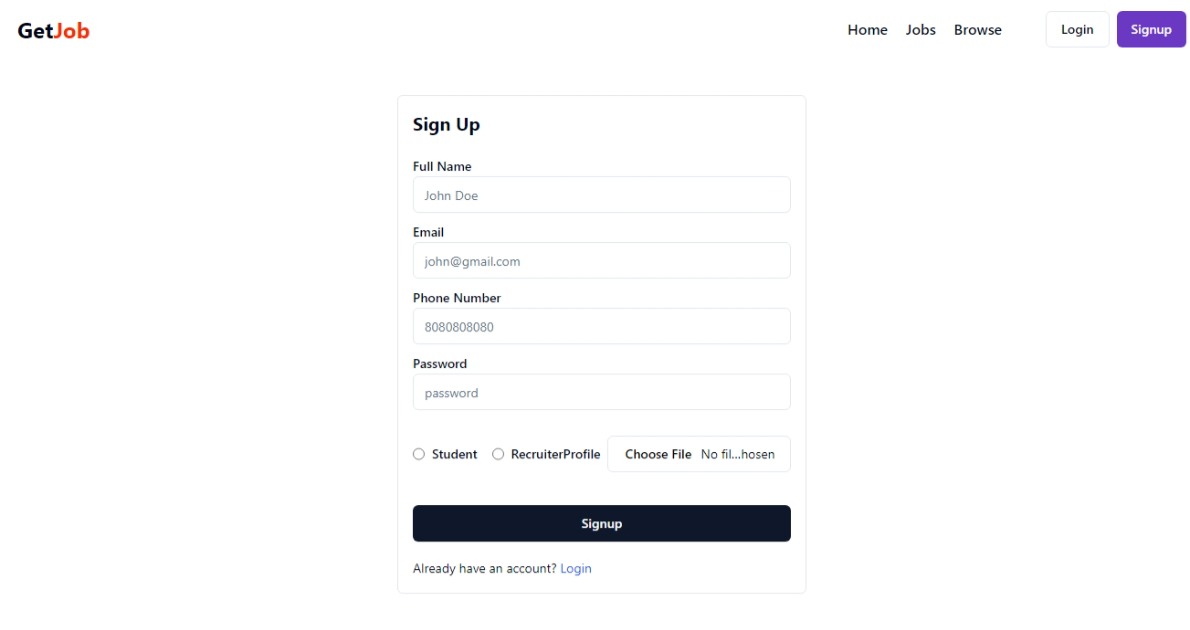 GetJob Home Jobs Browse Login Signup
Sign Up
Full Name
John Doe
Email
john@gmail.com
Phone Number
8080808080
Password
password
Student RecruiterProfile Choose File No fil...hosen
Signup
Already have an account? Login